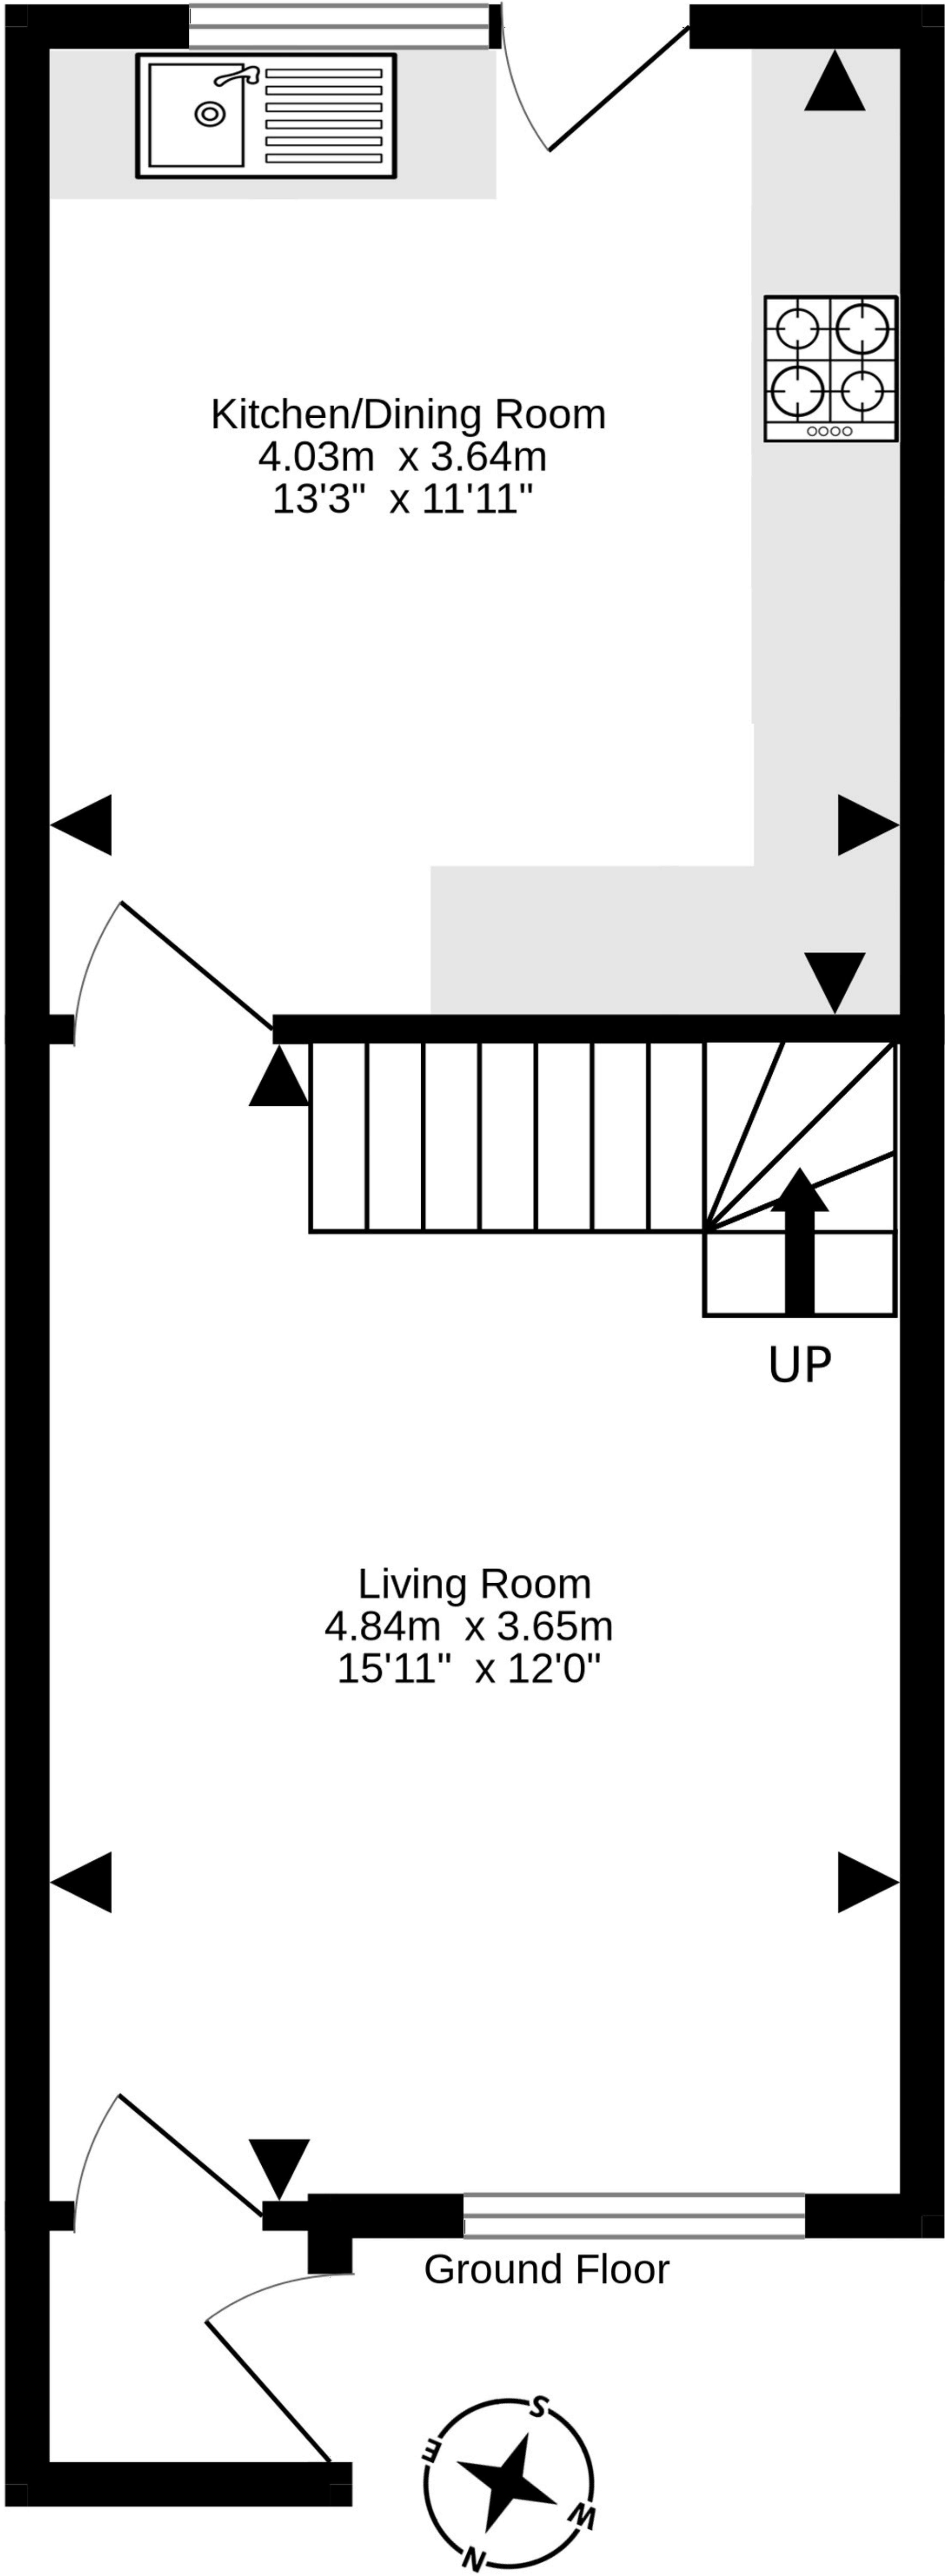 Kitchen/Dining Room
4.03m x 3.64m
13'3" x 11'11"
UP
Living Room
4.84m x 3.65m
15'11" x 12'0"
Ground Floor
S
E
W
N